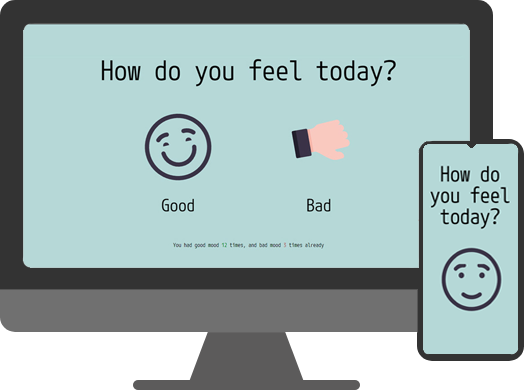 How do you feel today?
Good
Bad
You had good mood 12 times, and bad mood 3 times already
How do
you feel
today?